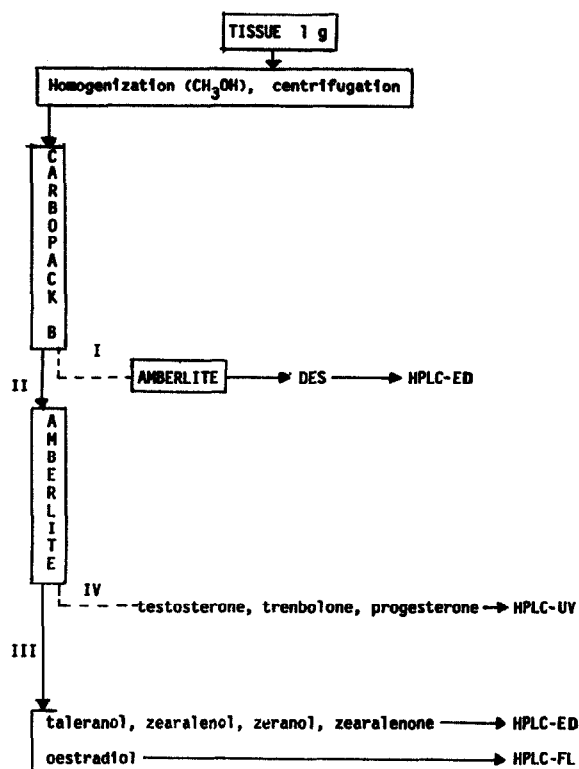 TISSUE 1 g
Homogenization (CH3OH), centrifugation
CARBOPACK B
I
AMBERLITE DES HPLC-ED
II
AMBERLITE
IV
testosterone, trenbolone, progesterone HPLC-UV
III
taleranol, zearalenol, zeranol, zearalenone HPLC-ED
oestradiol HPLC-FL